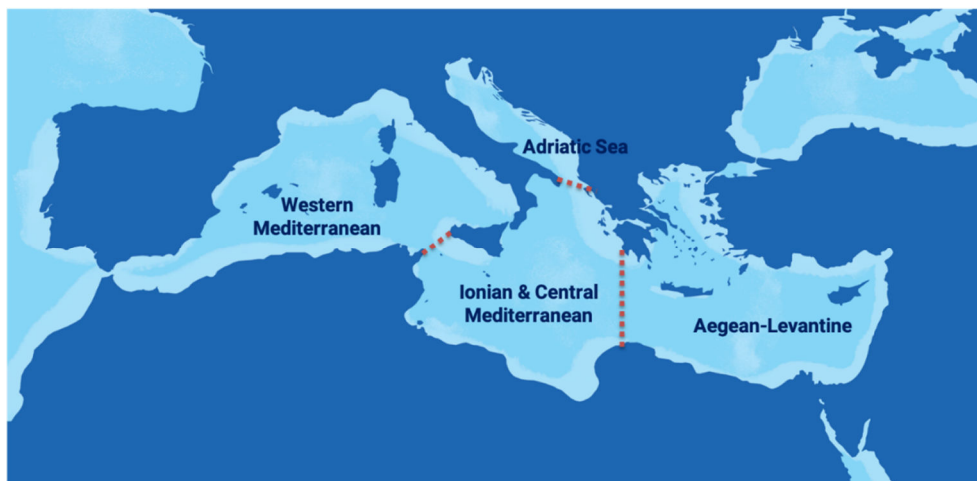 Adriatic Sea
Western
Mediterranean
Ionian & Central
Mediterranean
Aegean-Levantine